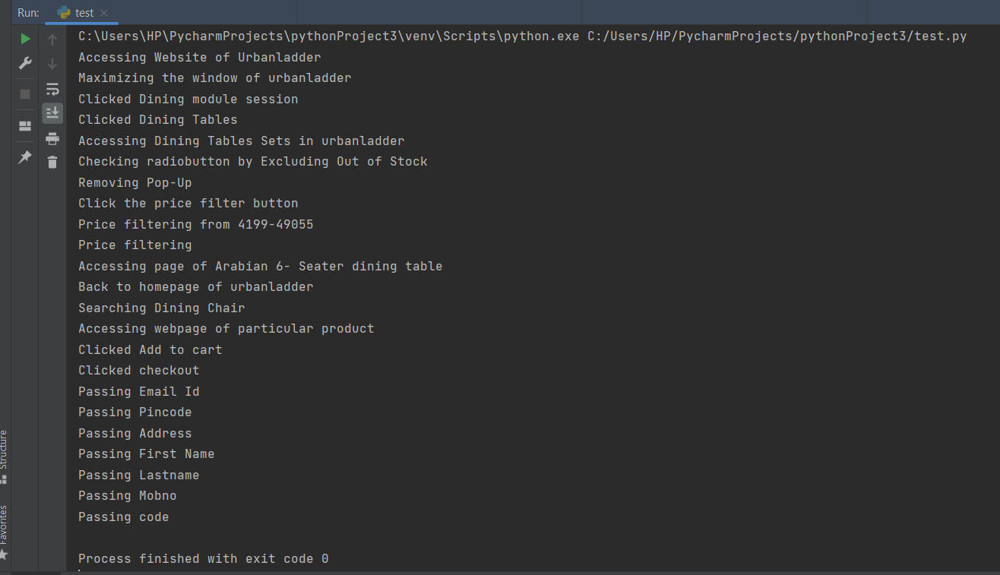 Run: test
C:\Users\HP\PycharmProjects\pythonProject3\venv\Scripts\python.exe C:/Users/HP/PycharmProjects/pythonProject3/test.py
Accessing Website of Urbanladder
Maximizing the window of urbanladder
Clicked Dining module session
Clicked Dining Tables
Accessing Dining Tables Sets in urbanladder
Checking radiobutton by Excluding Out of Stock
Removing Pop-Up
Click the price filter button
Price filtering from 4199-49055
Price filtering
Accessing page of Arabian 6- Seater dining table
Back to homepage of urbanladder
Searching Dining Chair
Accessing webpage of particular product
Clicked Add to cart
Clicked checkout
Passing Email Id
Passing Pincode
Passing Address
Passing First Name
Passing Lastname
Passing Mobno
Passing code
Process finished with exit code 0
Structure
Favorites